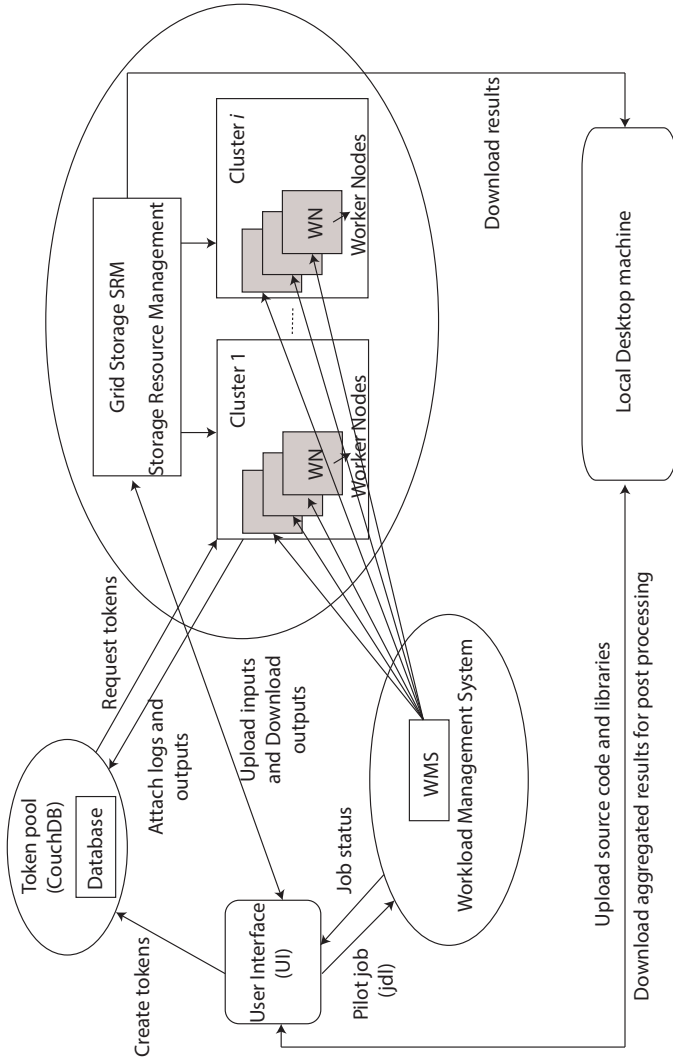 Create tokens
Token pool
(CouchDB)
Database
Request tokens
Attach logs and
outputs
Grid Storage SRM
Storage Resource Management
Cluster 1
WN
Worker Nodes
Cluster i
WN
Worker Nodes
User Interface
(UI)
Upload inputs
and Download
outputs
Pilot job
(jdl)
Job status
WMS
Workload Management System
Download results
Upload source code and libraries
Download aggregated results for post processing
Local Desktop machine